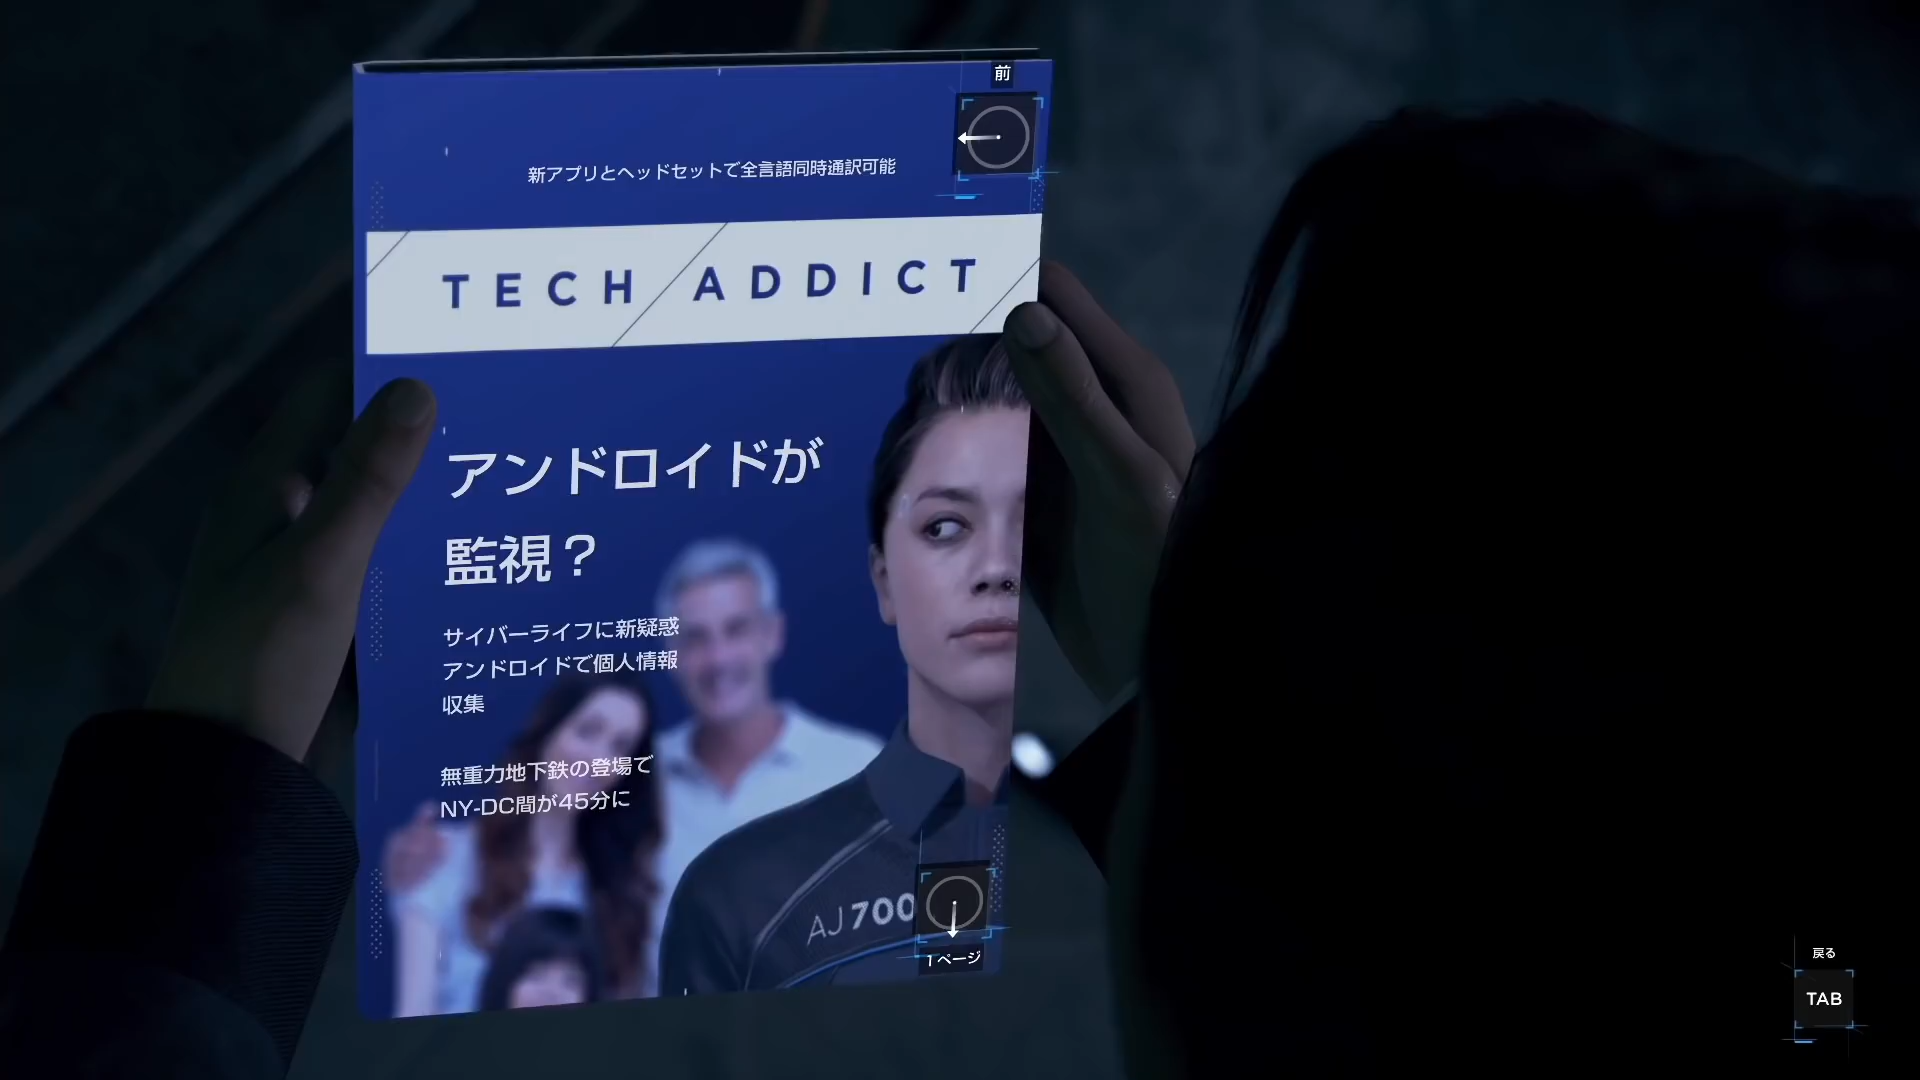 前
新アプリとヘッドセットで全言語同時通訳可能
TECH ADDICT
アンドロイドが
監視？
サイバーライフに新疑惑
アンドロイドで個人情報
収集
無重力地下鉄の登場で
NY-DC間が45分に
AJ700
1ページ
戻る
TAB